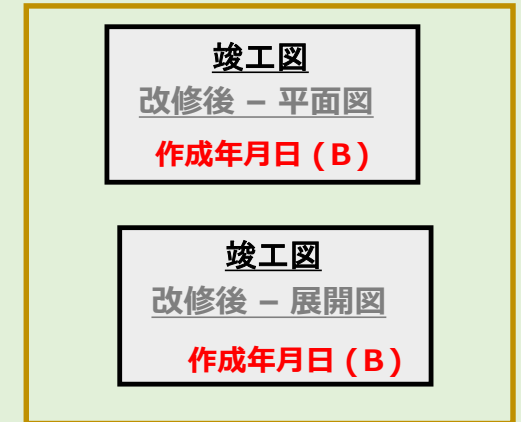 竣工図
改修後 – 平面図
作成年月日 ( B )
竣工図
改修後 – 展開図
作成年月日 ( B )